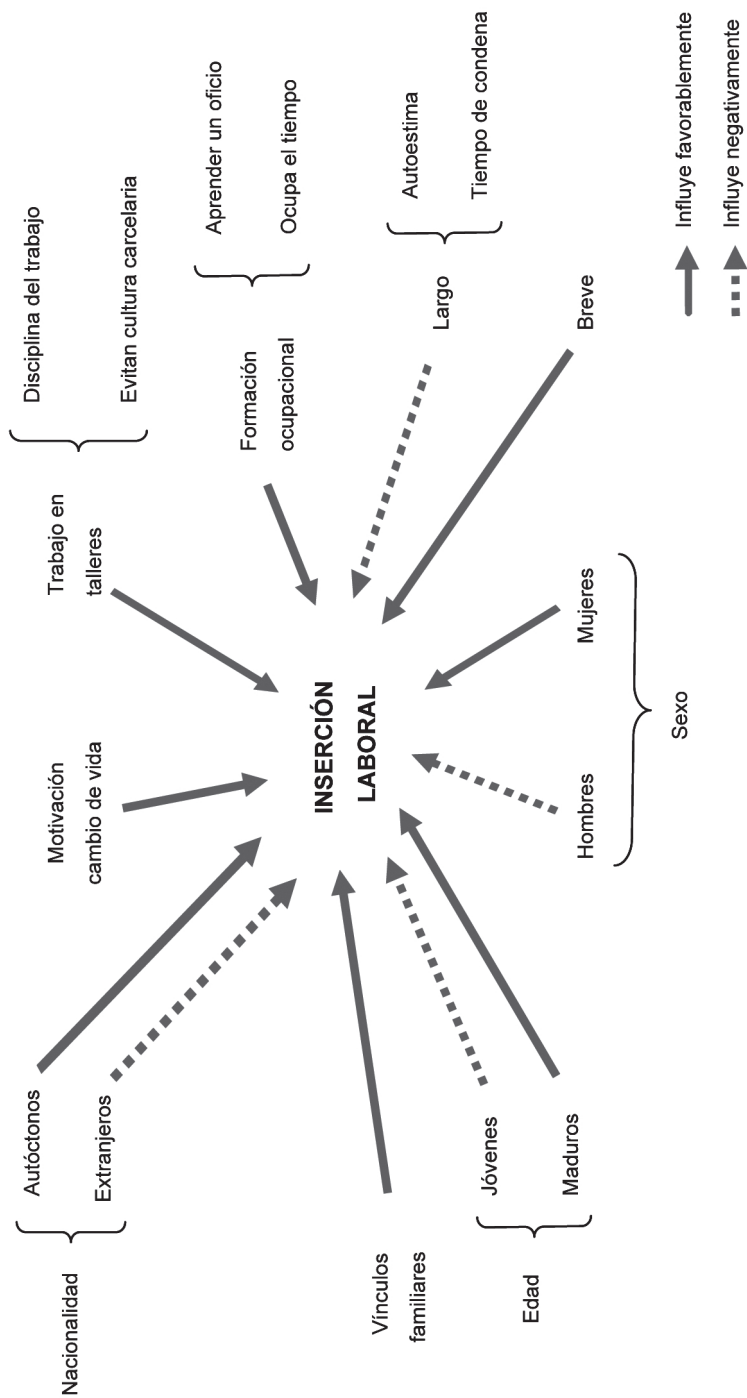 Nacionalidad
Autóctonos
Extranjeros
Motivación
cambio de vida
Trabajo en
talleres
Disciplina del trabajo
Evitan cultura carcelaria
Formación
ocupacional
Aprender un oficio
Ocupa el tiempo
INSERCIÓN
LABORAL
Vínculos
familiares
Largo
Autoestima
Tiempo de condena
Edad
Jóvenes
Maduros
Hombres
Mujeres
Breve
Sexo
Influye favorablemente
Influye negativamente